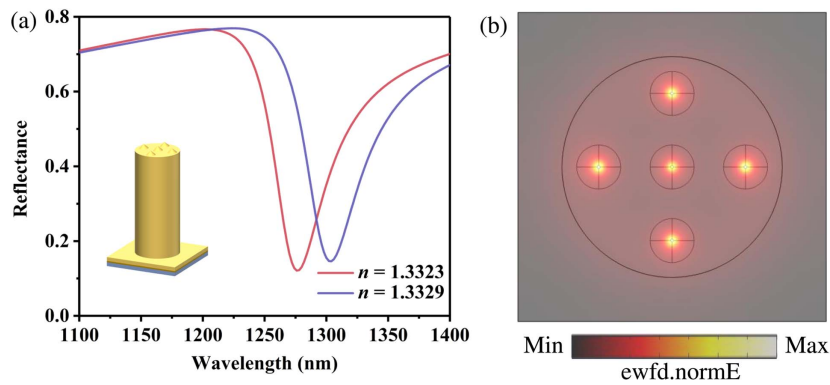 (a)
0.8
0.6
0.4
0.2
0.0
Reflectance
n = 1.3323
n = 1.3329
1100 1150 1200 1250 1300 1350 1400
Wavelength (nm)
(b)
Min Max
ewfd.normE